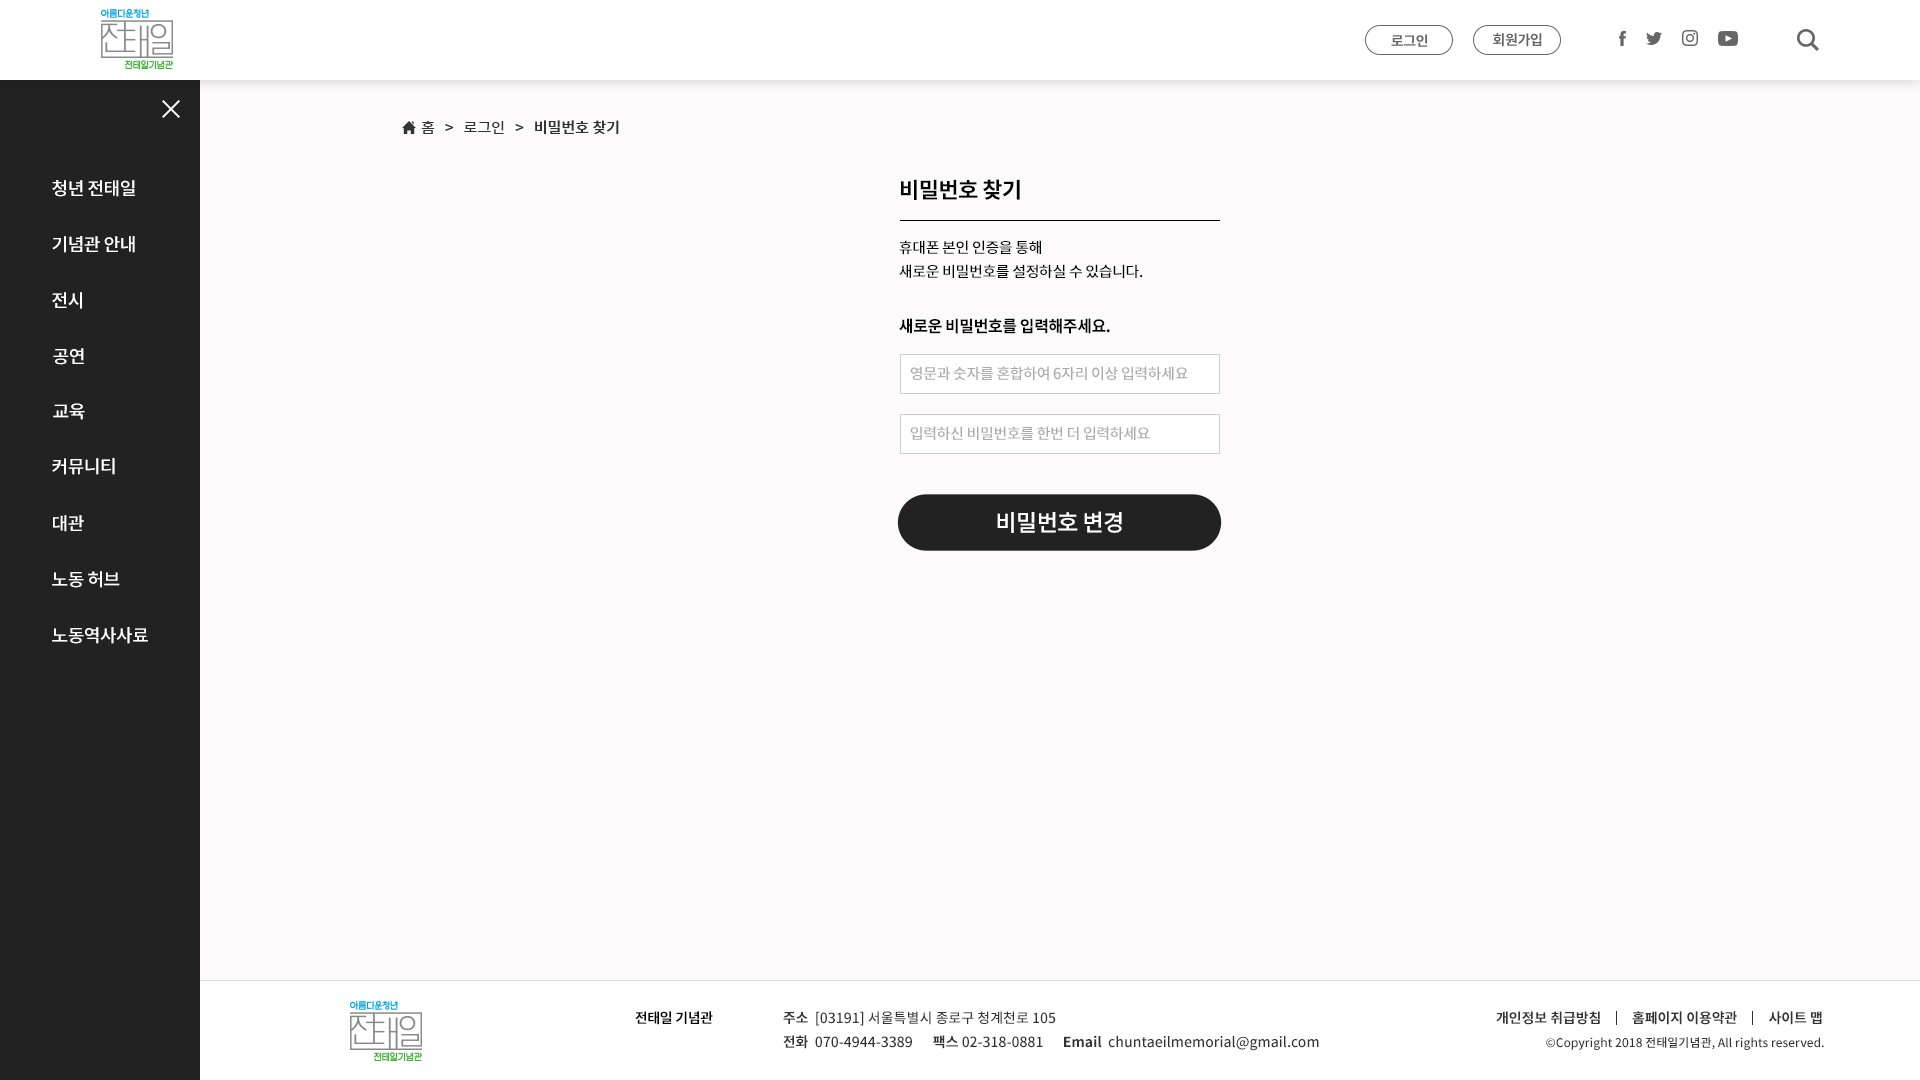 아름다운청년
전태일
전태일기념관
로그인
회원가입
청년 전태일
기념관 안내
전시
공연
교육
커뮤니티
대관
노동 허브
노동역사사료
홈 > 로그인 > 비밀번호 찾기
비밀번호 찾기
휴대폰 본인 인증을 통해
새로운 비밀번호를 설정하실 수 있습니다.
새로운 비밀번호를 입력해주세요.
영문과 숫자를 혼합하여 6자리 이상 입력하세요
입력하신 비밀번호를 한번 더 입력하세요
비밀번호 변경
아름다운청년
전태일
전태일기념관
전태일 기념관
주소 [03191] 서울특별시 종로구 청계천로 105
전화 070-4944-3389 팩스 02-318-0881 Email chuntaeilmemorial@gmail.com
개인정보 취급방침 | 홈페이지 이용약관 | 사이트 맵
©Copyright 2018 전태일기념관, All rights reserved.